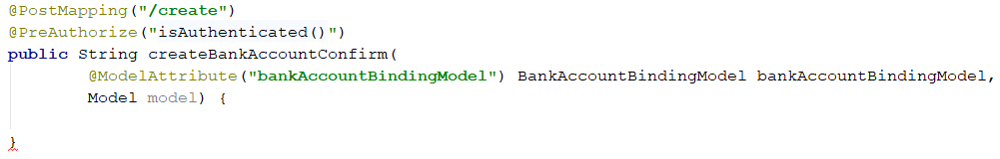 @PostMapping("/create")
@PreAuthorize("isAuthenticated()")
public String createBankAccountConfirm(
@ModelAttribute("bankAccountBindingModel") BankAccountBindingModel bankAccountBindingModel,
Model model) {
}